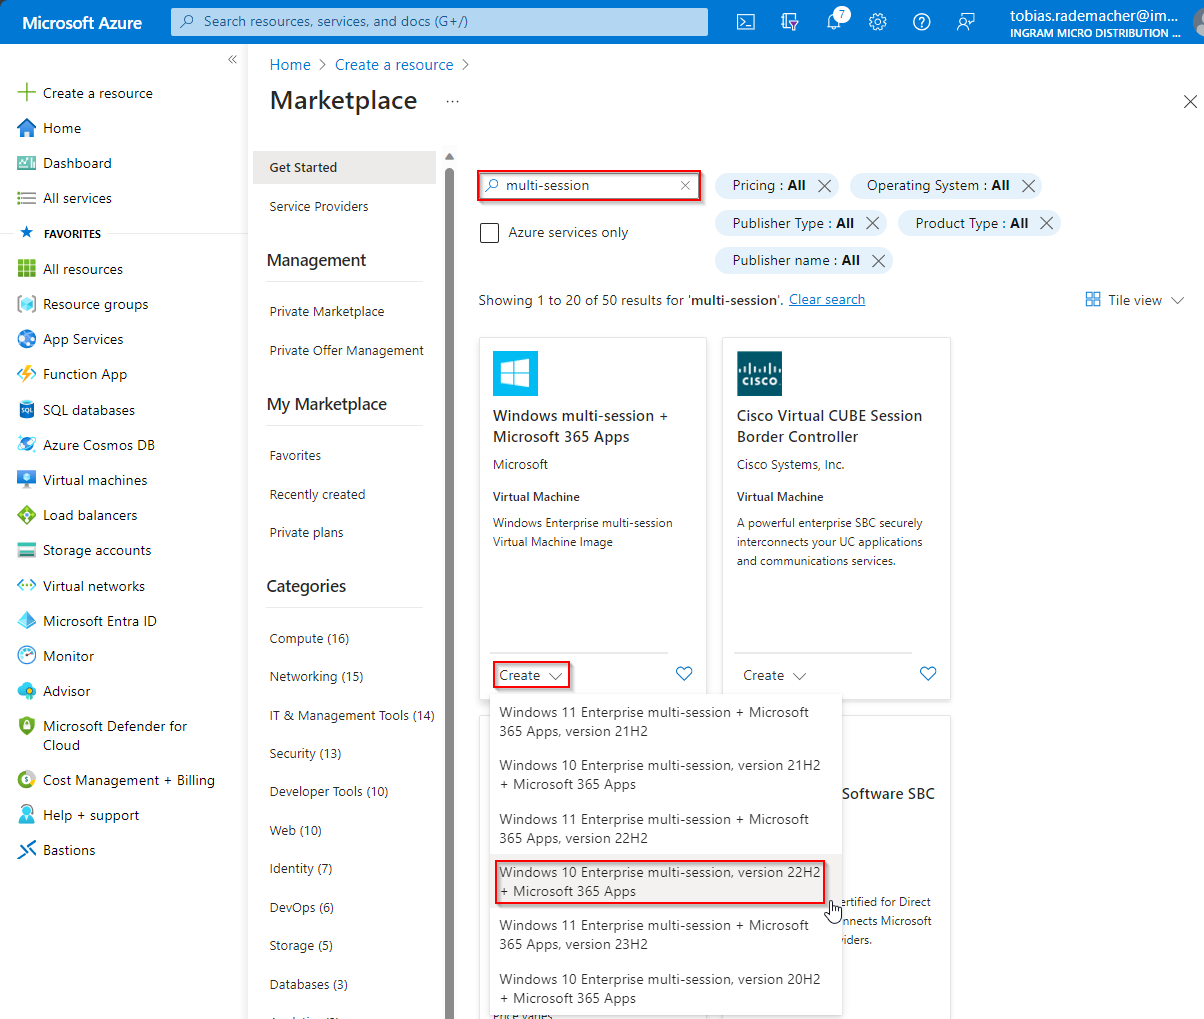 Microsoft Azure
Search resources, services, and docs (G+/)
7
tobias.rademacher@im...
INGRAM MICRO DISTRIBUTION ...
«
Create a resource
Home
Dashboard
All services
FAVORITES
All resources
Resource groups
App Services
Function App
SQL databases
Azure Cosmos DB
Virtual machines
Load balancers
Storage accounts
Virtual networks
Microsoft Entra ID
Monitor
Advisor
Microsoft Defender for
Cloud
Cost Management + Billing
Help + support
Bastions
Home > Create a resource >
Marketplace ...
Get Started
Service Providers
Management
Private Marketplace
Private Offer Management
My Marketplace
Favorites
Recently created
Private plans
Categories
Compute (16)
Networking (15)
IT & Management Tools (14)
Security (13)
Developer Tools (10)
Web (10)
Identity (7)
DevOps (6)
Storage (5)
Databases (3)
multi-session
Pricing : All
Operating System : All
Azure services only
Publisher Type : All
Product Type : All
Publisher name : All
Showing 1 to 20 of 50 results for 'multi-session'. Clear search
Tile view
Windows multi-session +
Microsoft 365 Apps
Microsoft
Virtual Machine
Windows Enterprise multi-session
Virtual Machine Image
Create
CISCO
Cisco Virtual CUBE Session
Border Controller
Cisco Systems, Inc.
Virtual Machine
A powerful enterprise SBC securely
interconnects your UC applications
and communications services.
Create
Windows 11 Enterprise multi-session + Microsoft
365 Apps, version 21H2
Windows 10 Enterprise multi-session, version 21H2
+ Microsoft 365 Apps
Windows 11 Enterprise multi-session + Microsoft
365 Apps, version 22H2
Windows 10 Enterprise multi-session, version 22H2
+ Microsoft 365 Apps
Windows 11 Enterprise multi-session + Microsoft
365 Apps, version 23H2
Windows 10 Enterprise multi-session, version 20H2
+ Microsoft 365 Apps
Software SBC
ertified for Direct
nnects Microsoft
viders.
Price varies